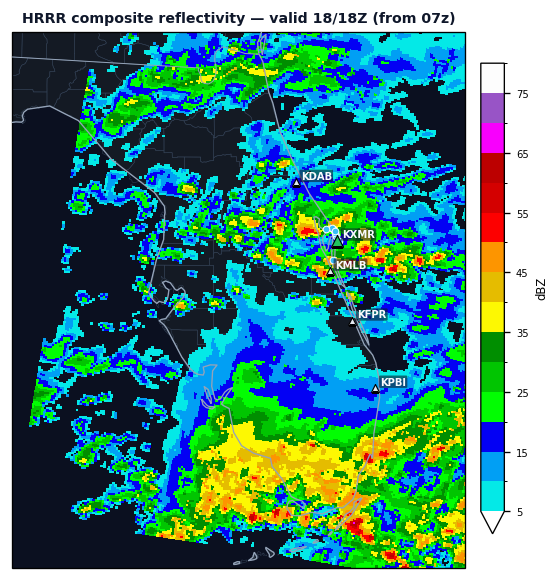 HRRR composite reflectivity — valid 18/18Z (from 07z)
KDAB
KXMR
KMLB
KFPR
KPBI
75
65
55
45
35
25
15
5
dBZ